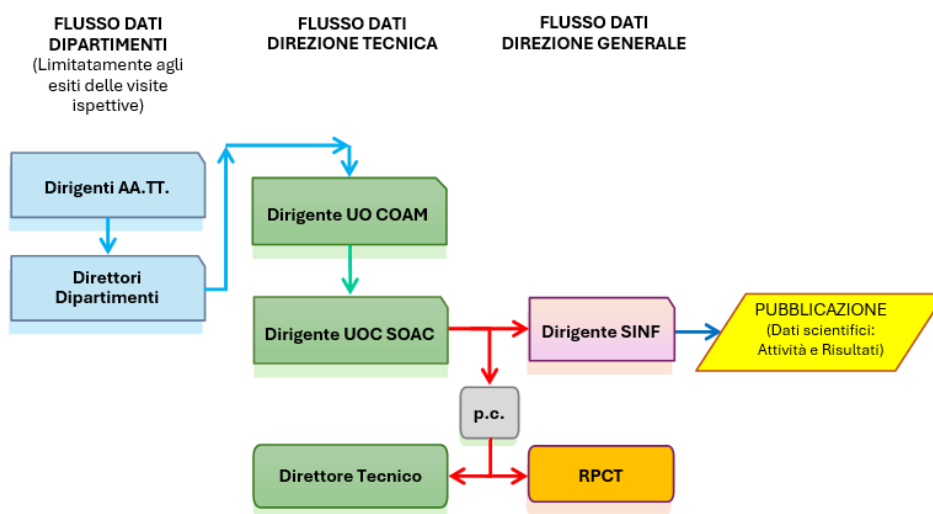 FLUSSO DATI
DIPARTIMENTI
(Limitatamente agli
esiti delle visite
ispettive)
FLUSSO DATI
DIREZIONE TECNICA
FLUSSO DATI
DIREZIONE GENERALE
Dirigenti AA.TT.
Dirigente UO COAM
Direttori
Dipartimenti
Dirigente UOC SOAC
Dirigente SINF
PUBBLICAZIONE
(Dati scientifici:
Attività e Risultati)
p.c.
Direttore Tecnico
RPCT